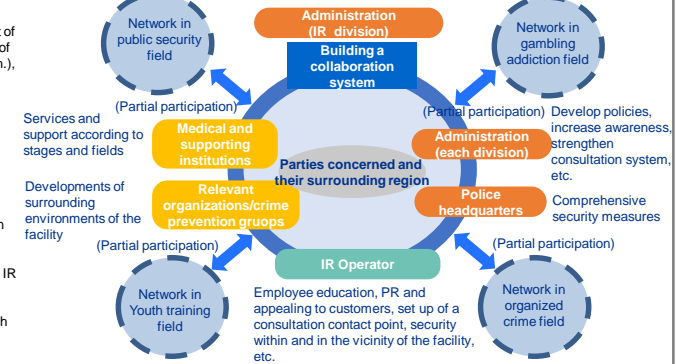 t of
of
n.),
n
IR
h
Network in
public security
field
Administration
(IR division)
Building a
collaboration
system
Network in
gambling
addiction field
(Partial participation)
(Partial participation)
Services and
support according to
stages and fields
Medical and
supporting
institutions
Administration
(each division)
Develop policies,
increase awareness,
strengthen
consultation system,
etc.
Parties concerned and
their surrounding region
Developments of
surrounding
environments of the
facility
Relevant
organizations/crime
prevention gruops
Police
headquarters
Comprehensive
security measures
(Partial participation)
(Partial participation)
IR Operator
Network in
Youth training
field
Employee education, PR and
appealing to customers, set up of a
consultation contact point, security
within and in the vicinity of the facility,
etc.
Network in
organized
crime field